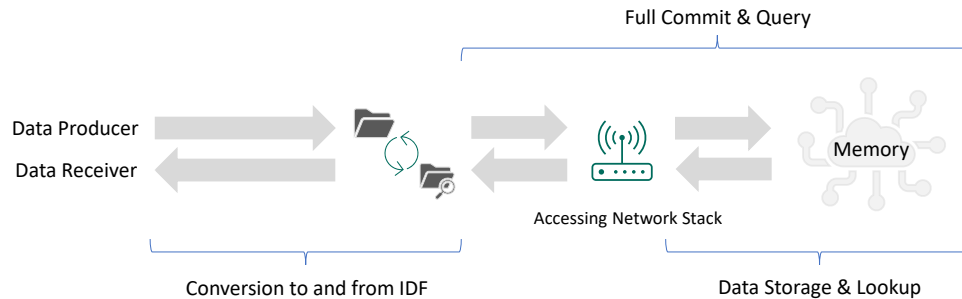 Full Commit & Query
Data Producer
Data Receiver
Memory
Accessing Network Stack
Conversion to and from IDF
Data Storage & Lookup